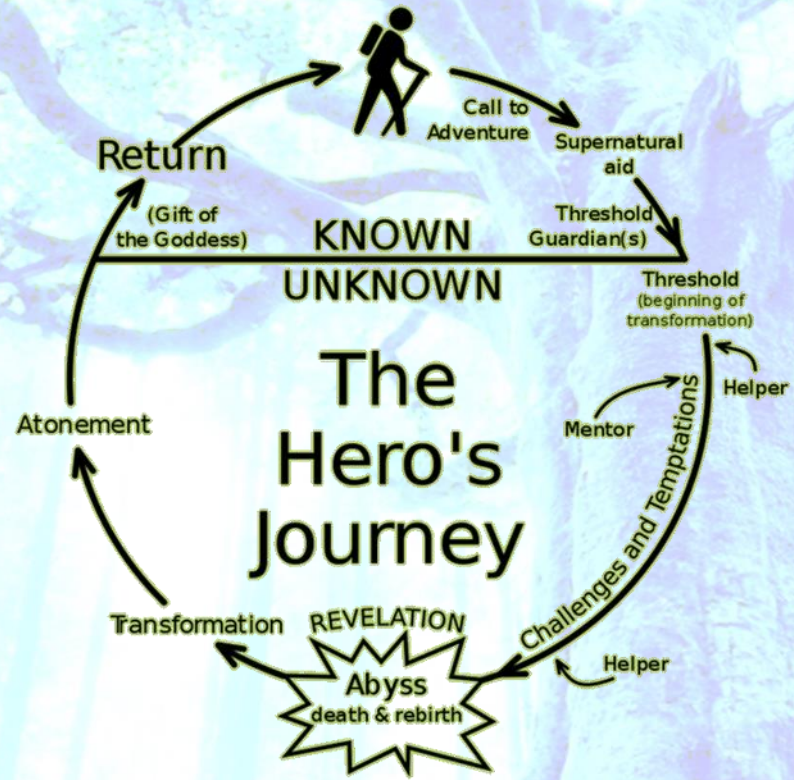 Call to
Adventure
Supernatural
aid
Return
(Gift of
the Goddess)
KNOWN
Threshold
Guardian(s)
UNKNOWN
Threshold
(beginning of
transformation)
Helper
Mentor
Challenges and Temptations
The
Hero's
Journey
Atonement
Transformation
REVELATION
Abyss
death & rebirth
Helper